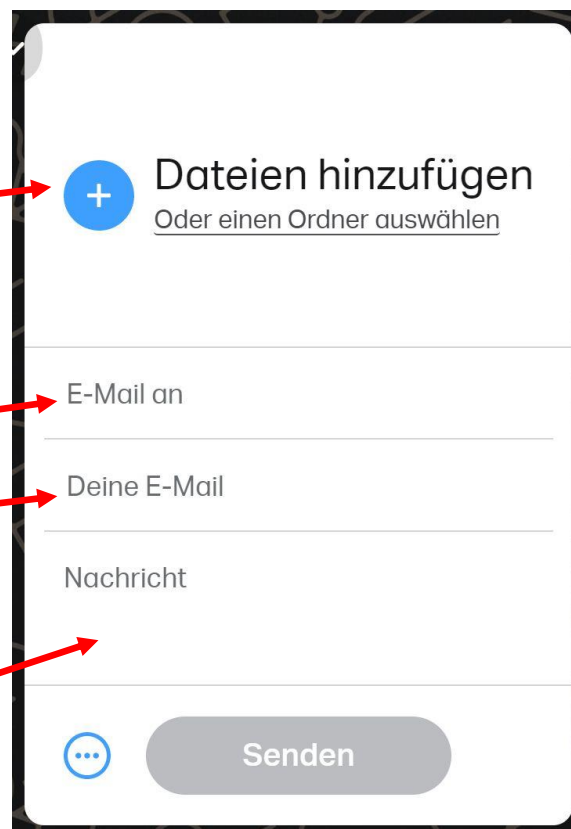 Dateien hinzufügen
Oder einen Ordner auswählen
E-Mail an
Deine E-Mail
Nachricht
Senden